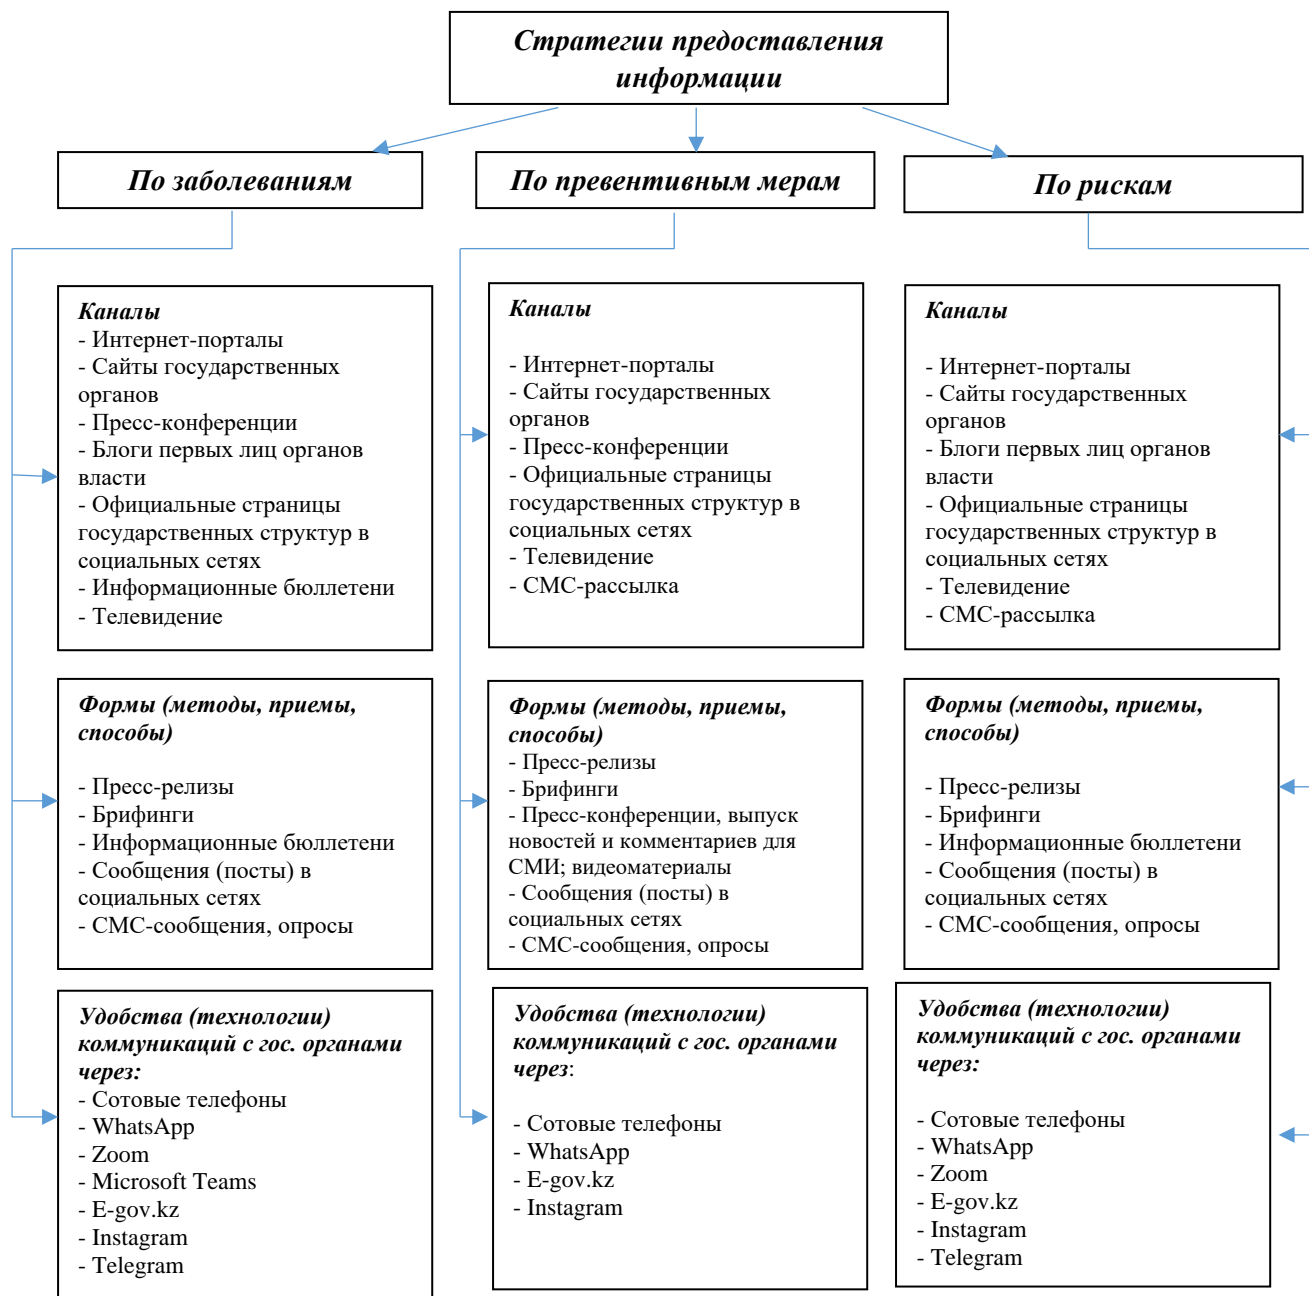 Стратегии предоставления
информации
По заболеваниям
По превентивным мерам
По рискам
Каналы
- Интернет-порталы
- Сайты государственных
органов
- Пресс-конференции
- Блоги первых лиц органов
власти
- Официальные страницы
государственных структур в
социальных сетях
- Информационные бюллетени
- Телевидение
Каналы
- Интернет-порталы
- Сайты государственных
органов
- Пресс-конференции
- Официальные страницы
государственных структур в
социальных сетях
- Телевидение
- СМС-рассылка
Каналы
- Интернет-порталы
- Сайты государственных
органов
- Блоги первых лиц органов
власти
- Официальные страницы
государственных структур в
социальных сетях
- Телевидение
- СМС-рассылка
Формы (методы, приемы,
способы)
- Пресс-релизы
- Брифинги
- Информационные бюллетени
- Сообщения (посты) в
социальных сетях
- СМС-сообщения, опросы
Формы (методы, приемы,
способы)
- Пресс-релизы
- Брифинги
- Пресс-конференции, выпуск
новостей и комментариев для
СМИ; видеоматериалы
- Сообщения (посты) в
социальных сетях
- СМС-сообщения, опросы
Формы (методы, приемы,
способы)
- Пресс-релизы
- Брифинги
- Информационные бюллетени
- Сообщения (посты) в
социальных сетях
- СМС-сообщения, опросы
Удобства (технологии)
коммуникаций с гос. органами
через:
- Сотовые телефоны
- WhatsApp
- Zoom
- Microsoft Teams
- E-gov.kz
- Instagram
- Telegram
Удобства (технологии)
коммуникаций с гос. органами
через:
- Сотовые телефоны
- WhatsApp
- E-gov.kz
- Instagram
Удобства (технологии)
коммуникаций с гос. органами
через:
- Сотовые телефоны
- WhatsApp
- Zoom
- E-gov.kz
- Instagram
- Telegram